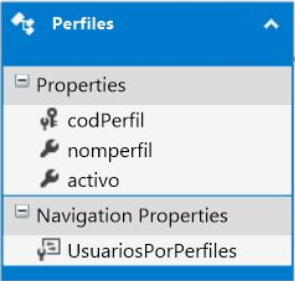 Perfiles
Properties
codPerfil
nomperfil
activo
Navigation Properties
UsuariosPorPerfiles